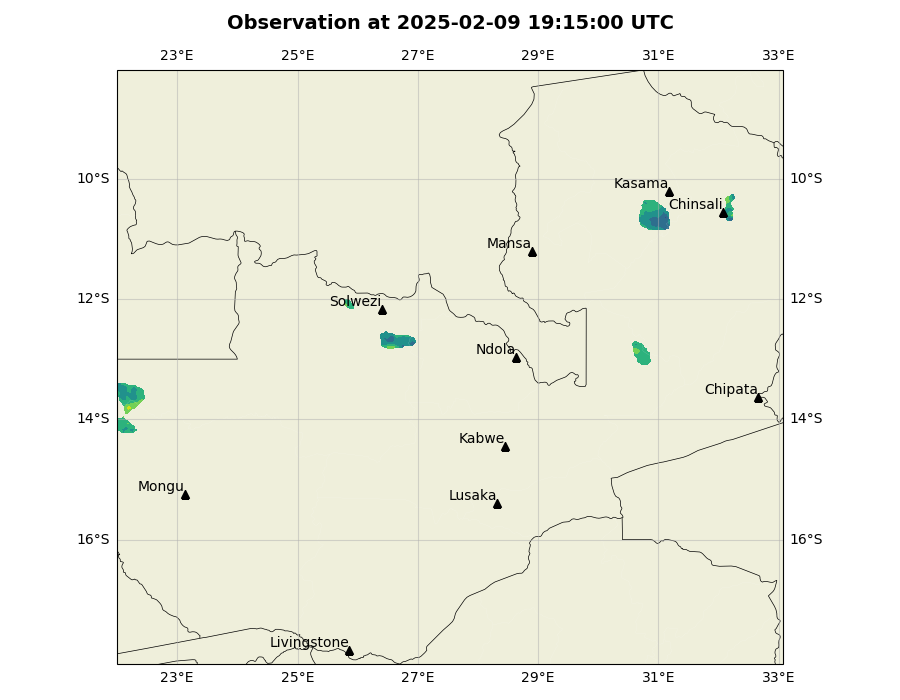 Observation at 2025-02-09 19:15:00 UTC
23°E 25°E 27°E 29°E 31°E 33°E
10°S 10°S
Kasama
Chinsali
Mansa
12°S 12°S
Solwezi
Ndola
Chipata
14°S 14°S
Kabwe
Mongu
Lusaka
16°S 16°S
Livingstone
23°E 25°E 27°E 29°E 31°E 33°E